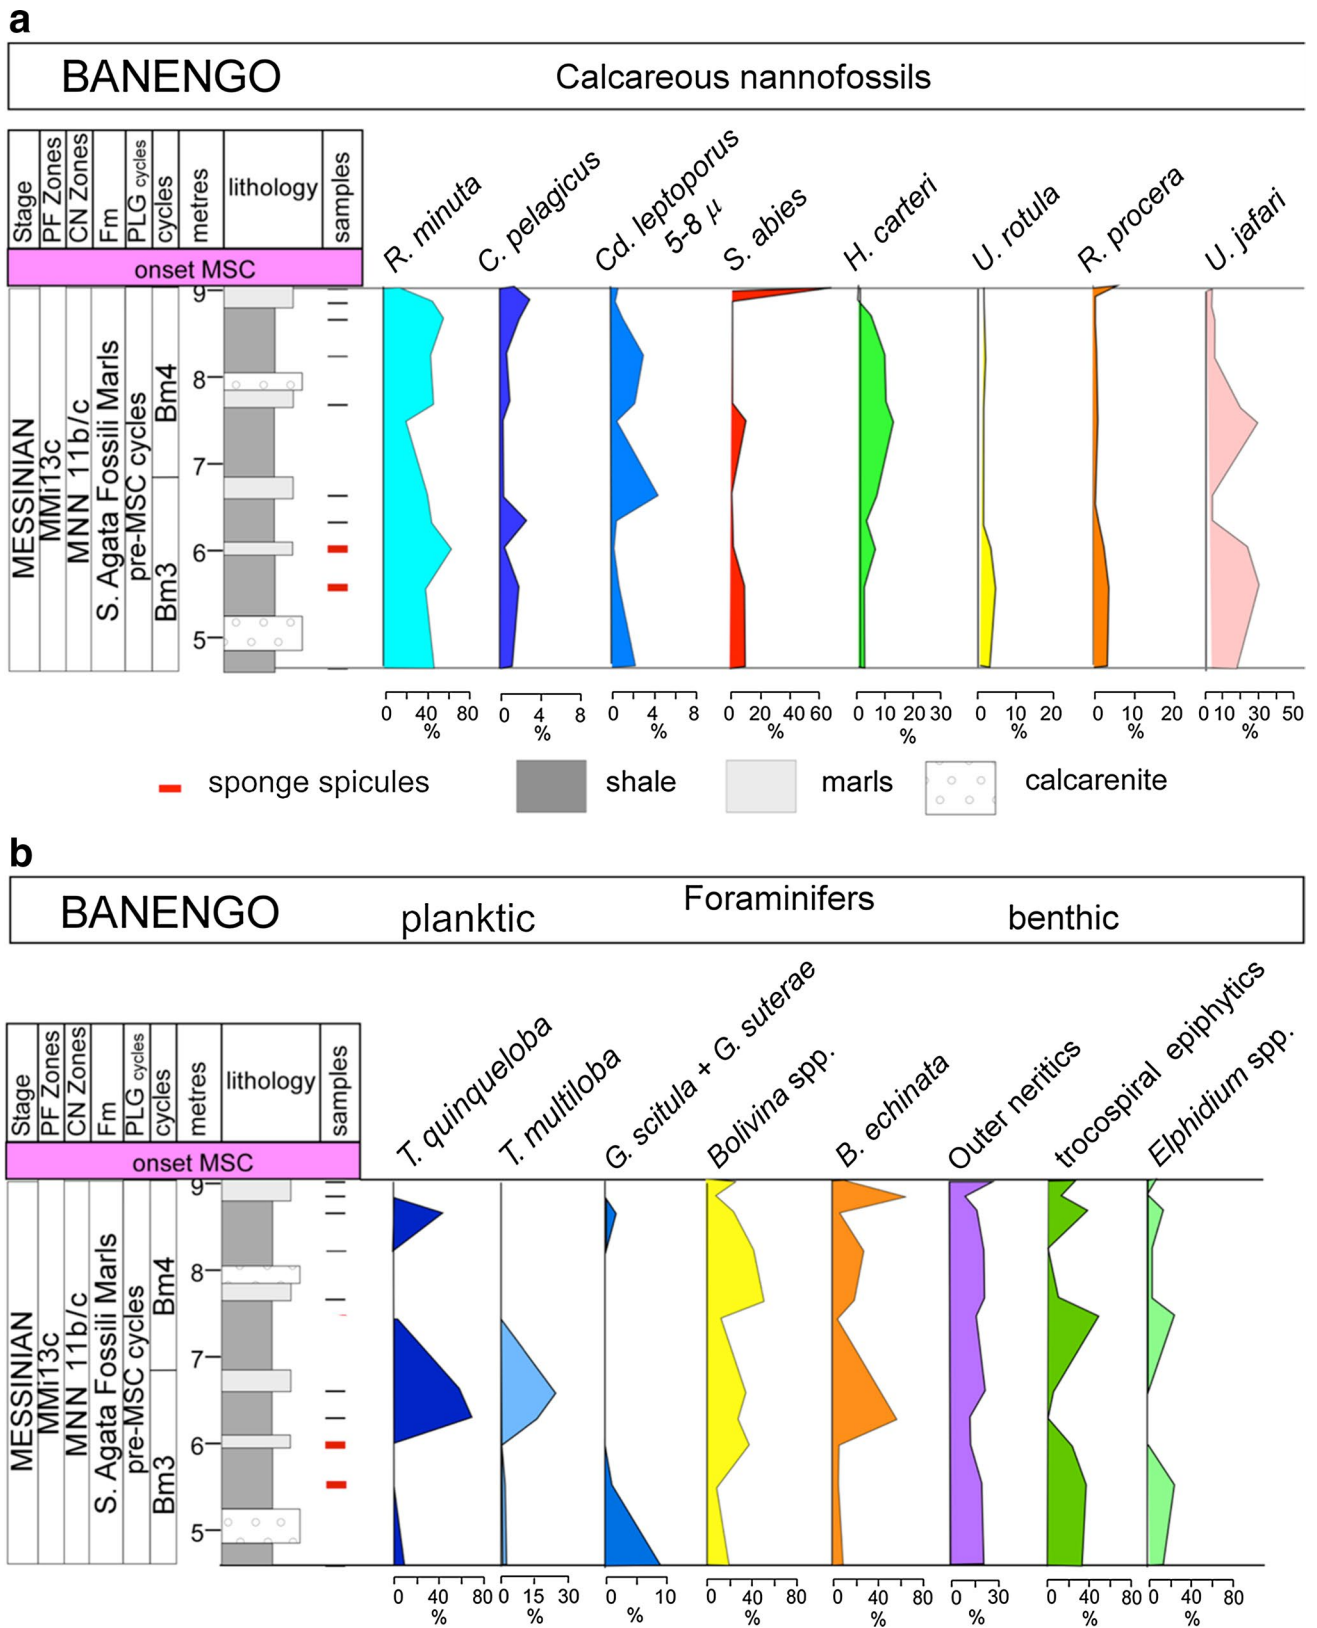 a
BANENGO Calcareous nannofossils
Stage PF Zones CN Zones Fm PLG cycles cycles metres lithology samples
R. minuta C. pelagicus Cd. leptoporus 5-8 μ S. abies H. carteri U. rotula R. procera U. jafari
onset MSC
MESSINIAN MMi13c MNN 11b/c S. Agata Fossili Marls pre-MSC cycles Bm4 Bm3
9
8
7
6
5
0 40 80 0 4 8 0 4 8 0 20 40 60 0 10 20 30 0 10 20 0 10 20 0 10 30 50
% % % % % % % %
sponge spicules shale marls calcarenite
b
BANENGO planktic Foraminifers benthic
Stage PF Zones CN Zones Fm PLG cycles cycles metres lithology samples
T. quinqueloba T. multiloba G. scitula + G. suterae Bolivina spp. B. echinata Outer neritics trocospiral epiphytics Elphidium spp.
onset MSC
MESSINIAN MMi13c MNN 11b/c S. Agata Fossili Marls pre-MSC cycles Bm4 Bm3
9
8
7
6
5
0 40 80 0 15 30 0 10 0 40 80 0 40 80 0 30 0 40 80 0 40 80
% % % % % % % %